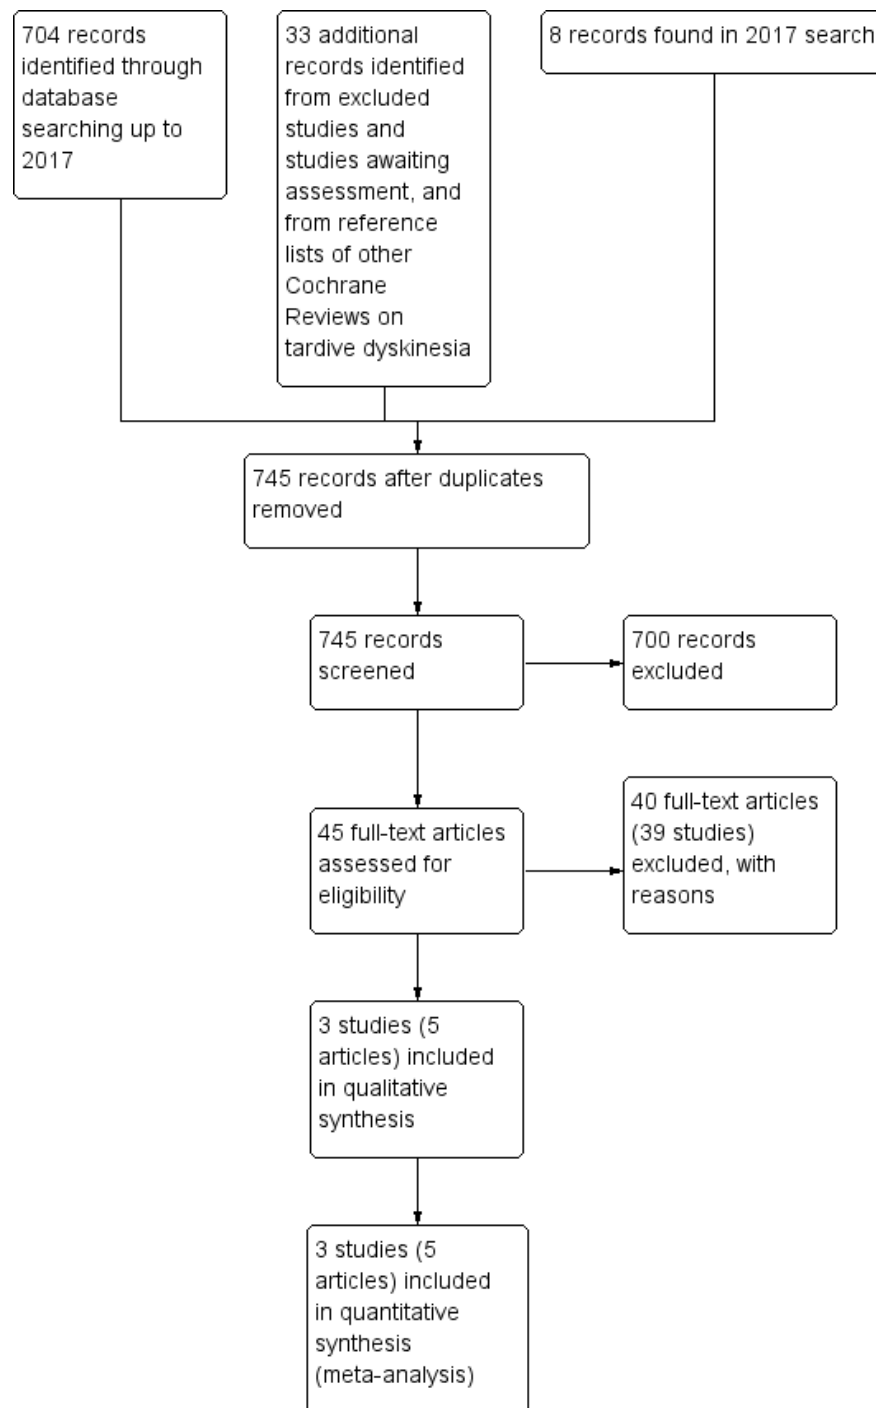 704 records
identified through
database
searching up to
2017
33 additional
records identified
from excluded
studies and
studies awaiting
assessment, and
from reference
lists of other
Cochrane
Reviews on
tardive dyskinesia
8 records found in 2017 search
745 records after duplicates
removed
745 records
screened
700 records
excluded
45 full-text articles
assessed for
eligibility
40 full-text articles
(39 studies)
excluded, with
reasons
3 studies (5
articles) included
in qualitative
synthesis
3 studies (5
articles) included
in quantitative
synthesis
(meta-analysis)